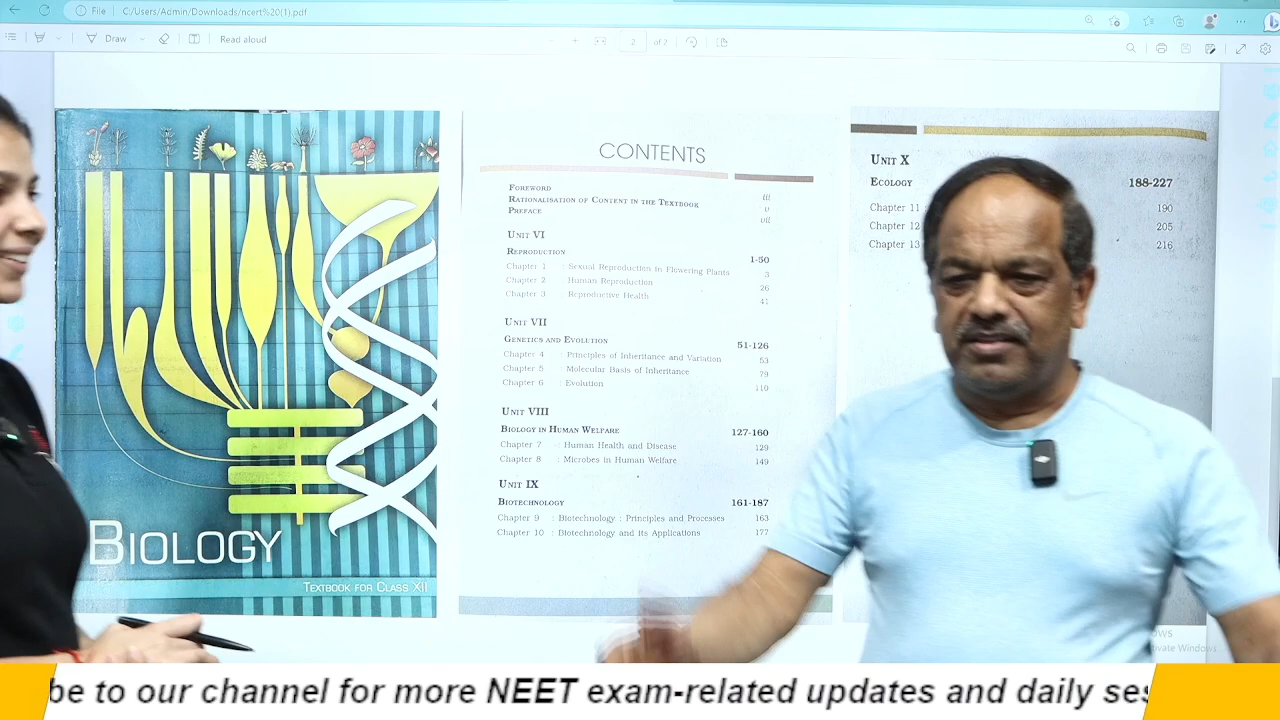 File C:/Users/Admin/Downloads/ncert%20(1).pdf
Draw Read aloud 2 of 2
BIOLOGY
TEXTBOOK FOR CLASS XII
CONTENTS
FOREWORD iii
RATIONALISATION OF CONTENT IN THE TEXTBOOK v
PREFACE vii
UNIT VI
REPRODUCTION 1-50
Chapter 1 : Sexual Reproduction in Flowering Plants 3
Chapter 2 : Human Reproduction 26
Chapter 3 : Reproductive Health 41
UNIT VII
GENETICS AND EVOLUTION 51-126
Chapter 4 : Principles of Inheritance and Variation 53
Chapter 5 : Molecular Basis of Inheritance 79
Chapter 6 : Evolution 110
UNIT VIII
BIOLOGY IN HUMAN WELFARE 127-160
Chapter 7 : Human Health and Disease 129
Chapter 8 : Microbes in Human Welfare 149
UNIT IX
BIOTECHNOLOGY 161-187
Chapter 9 : Biotechnology : Principles and Processes 163
Chapter 10 : Biotechnology and its Applications 177
UNIT X
ECOLOGY 188-227
Chapter 11 190
Chapter 12 205
Chapter 13 216
be to our channel for more NEET exam-related updates and daily ses